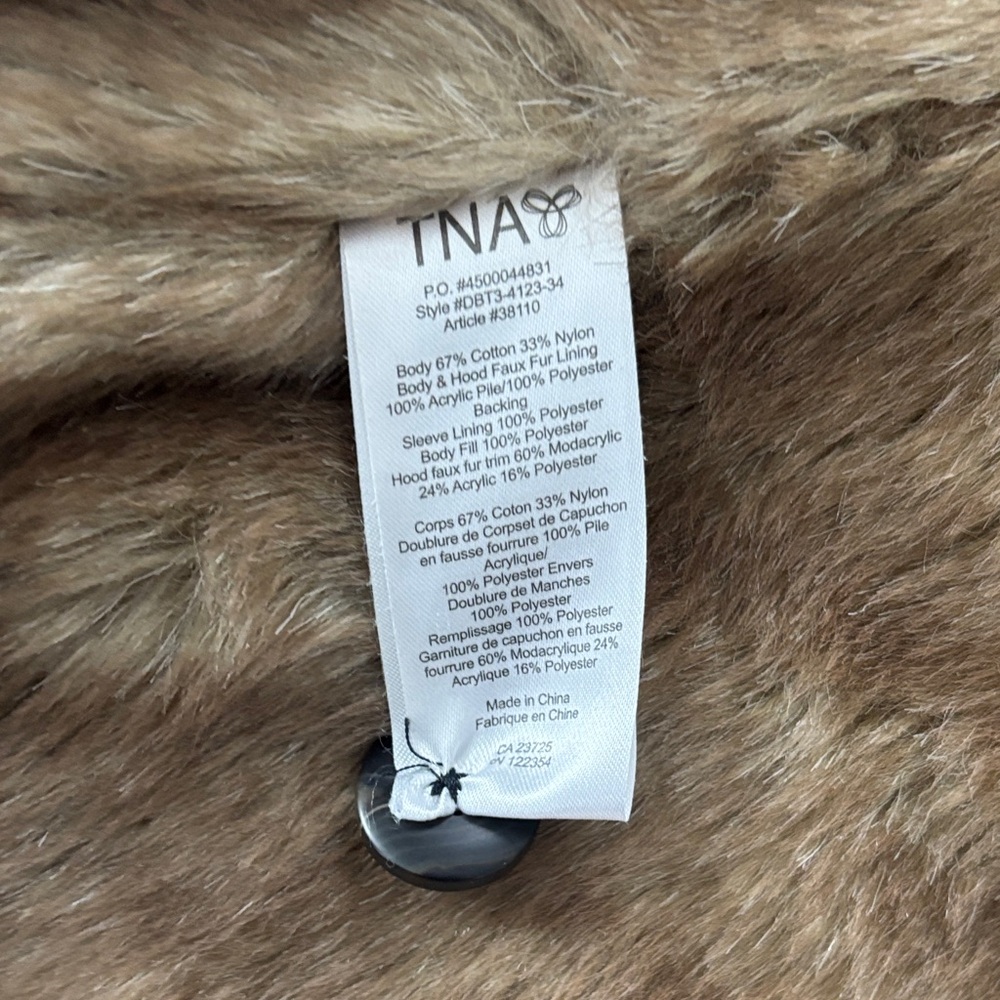 TNA
P.O. #4500044831
Style #DBT3-4123-34
Article #38110
Body 67% Cotton 33% Nylon
Body & Hood Faux Fur Lining
100% Acrylic Pile/100% Polyester
Backing
Sleeve Lining 100% Polyester
Body Fill 100% Polyester
Hood faux fur trim 60% Modacrylic
24% Acrylic 16% Polyester
Corps 67% Coton 33% Nylon
Doublure de Corpset de Capuchon
en fausse fourrure 100% Pile
Acrylique/
100% Polyester Envers
Doublure de Manches
100% Polyester
Remplissage 100% Polyester
Garniture de capuchon en fausse
fourrure 60% Modacrylique 24%
Acrylique 16% Polyester
Made in China
Fabrique en Chine
CA 23725
122354